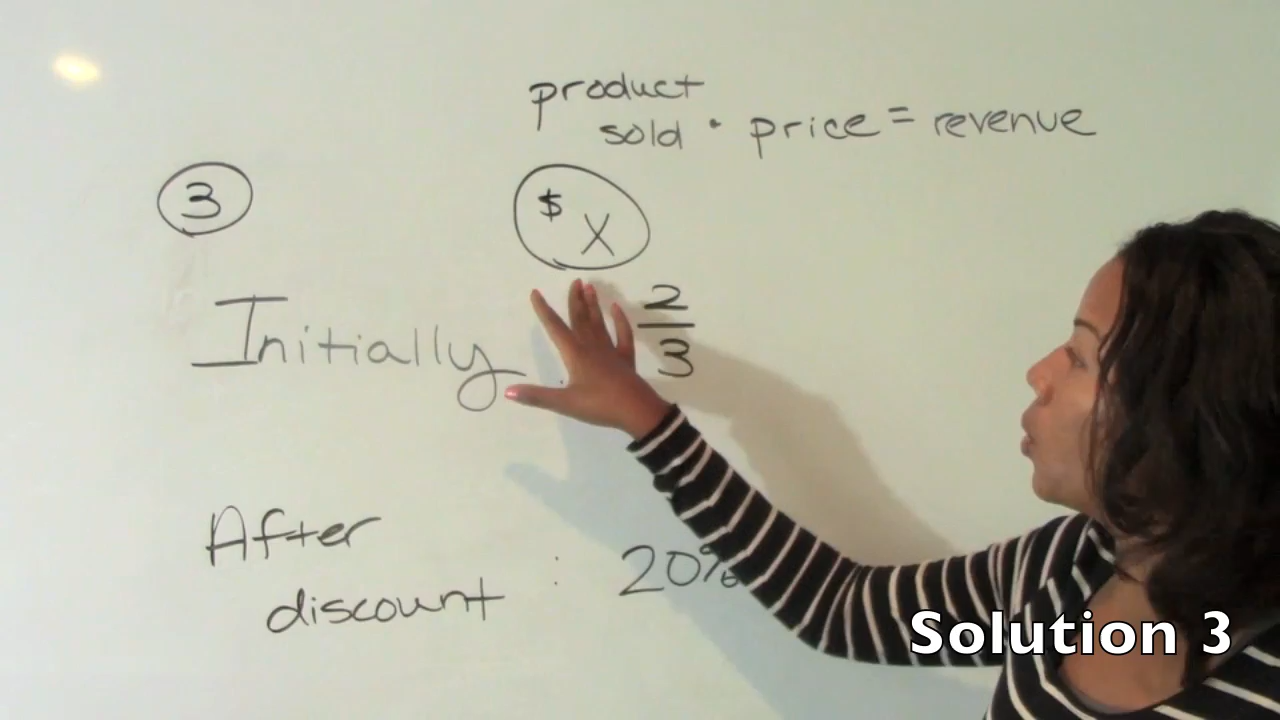 product
sold · price = revenue
3
$ X
Initially :
2
3
After
discount : 20%
Solution 3